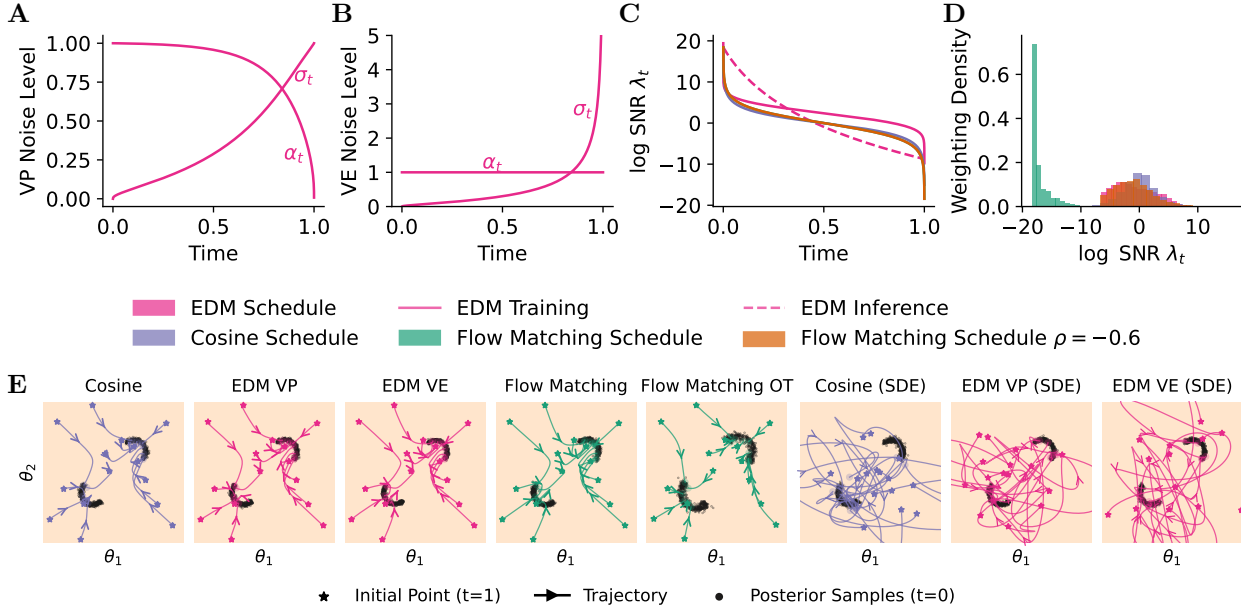 A
B
C
D
VP Noise Level
1.00
0.75
0.50
0.25
0.00
σt
αt
0.0
0.5
1.0
Time
VE Noise Level
5
4
3
2
1
0
σt
αt
0.0
0.5
1.0
Time
log SNR λt
20
10
0
−10
−20
0.0
0.5
1.0
Time
Weighting Density
0.6
0.4
0.2
0.0
−20
−10
0
10
log SNR λt
EDM Schedule
EDM Training
EDM Inference
Cosine Schedule
Flow Matching Schedule
Flow Matching Schedule ρ = −0.6
E
Cosine
EDM VP
EDM VE
Flow Matching
Flow Matching OT
Cosine (SDE)
EDM VP (SDE)
EDM VE (SDE)
θ2
θ1
θ1
θ1
θ1
θ1
θ1
θ1
θ1
Initial Point (t=1)
Trajectory
Posterior Samples (t=0)